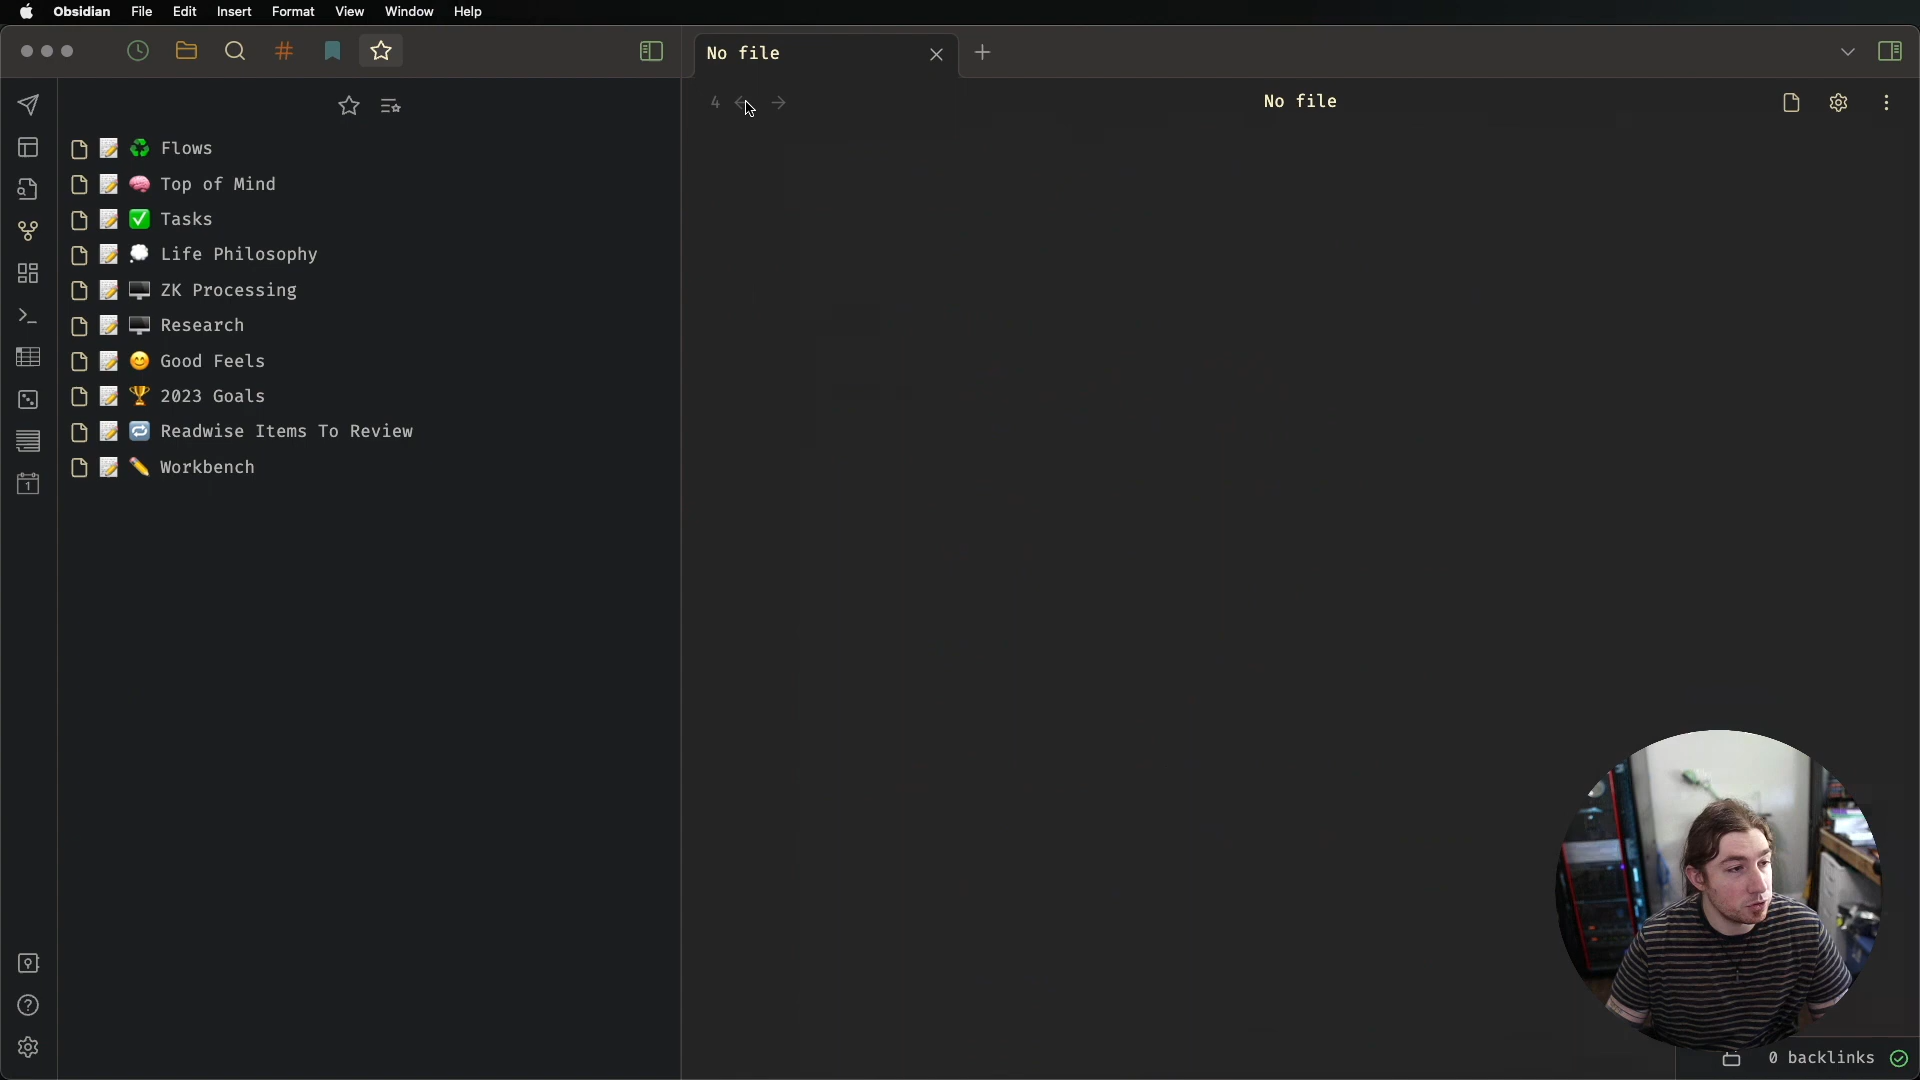 Obsidian File Edit Insert Format View Window Help
No file
4 No file
Flows
Top of Mind
Tasks
Life Philosophy
ZK Processing
Research
Good Feels
2023 Goals
Readwise Items To Review
Workbench
0 backlinks